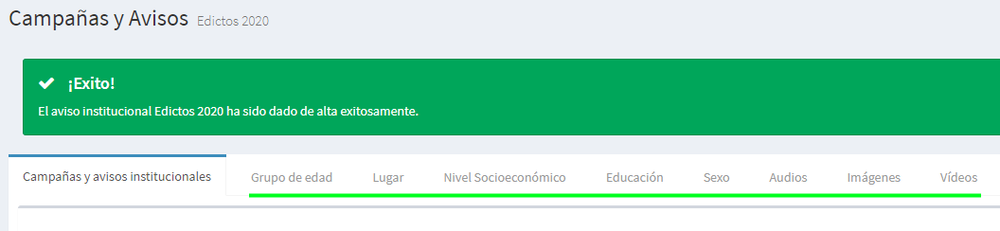 Campañas y Avisos Edictos 2020
¡Exito!
El aviso institucional Edictos 2020 ha sido dado de alta exitosamente.
Campañas y avisos institucionales Grupo de edad Lugar Nivel Socioeconómico Educación Sexo Audios Imágenes Vídeos